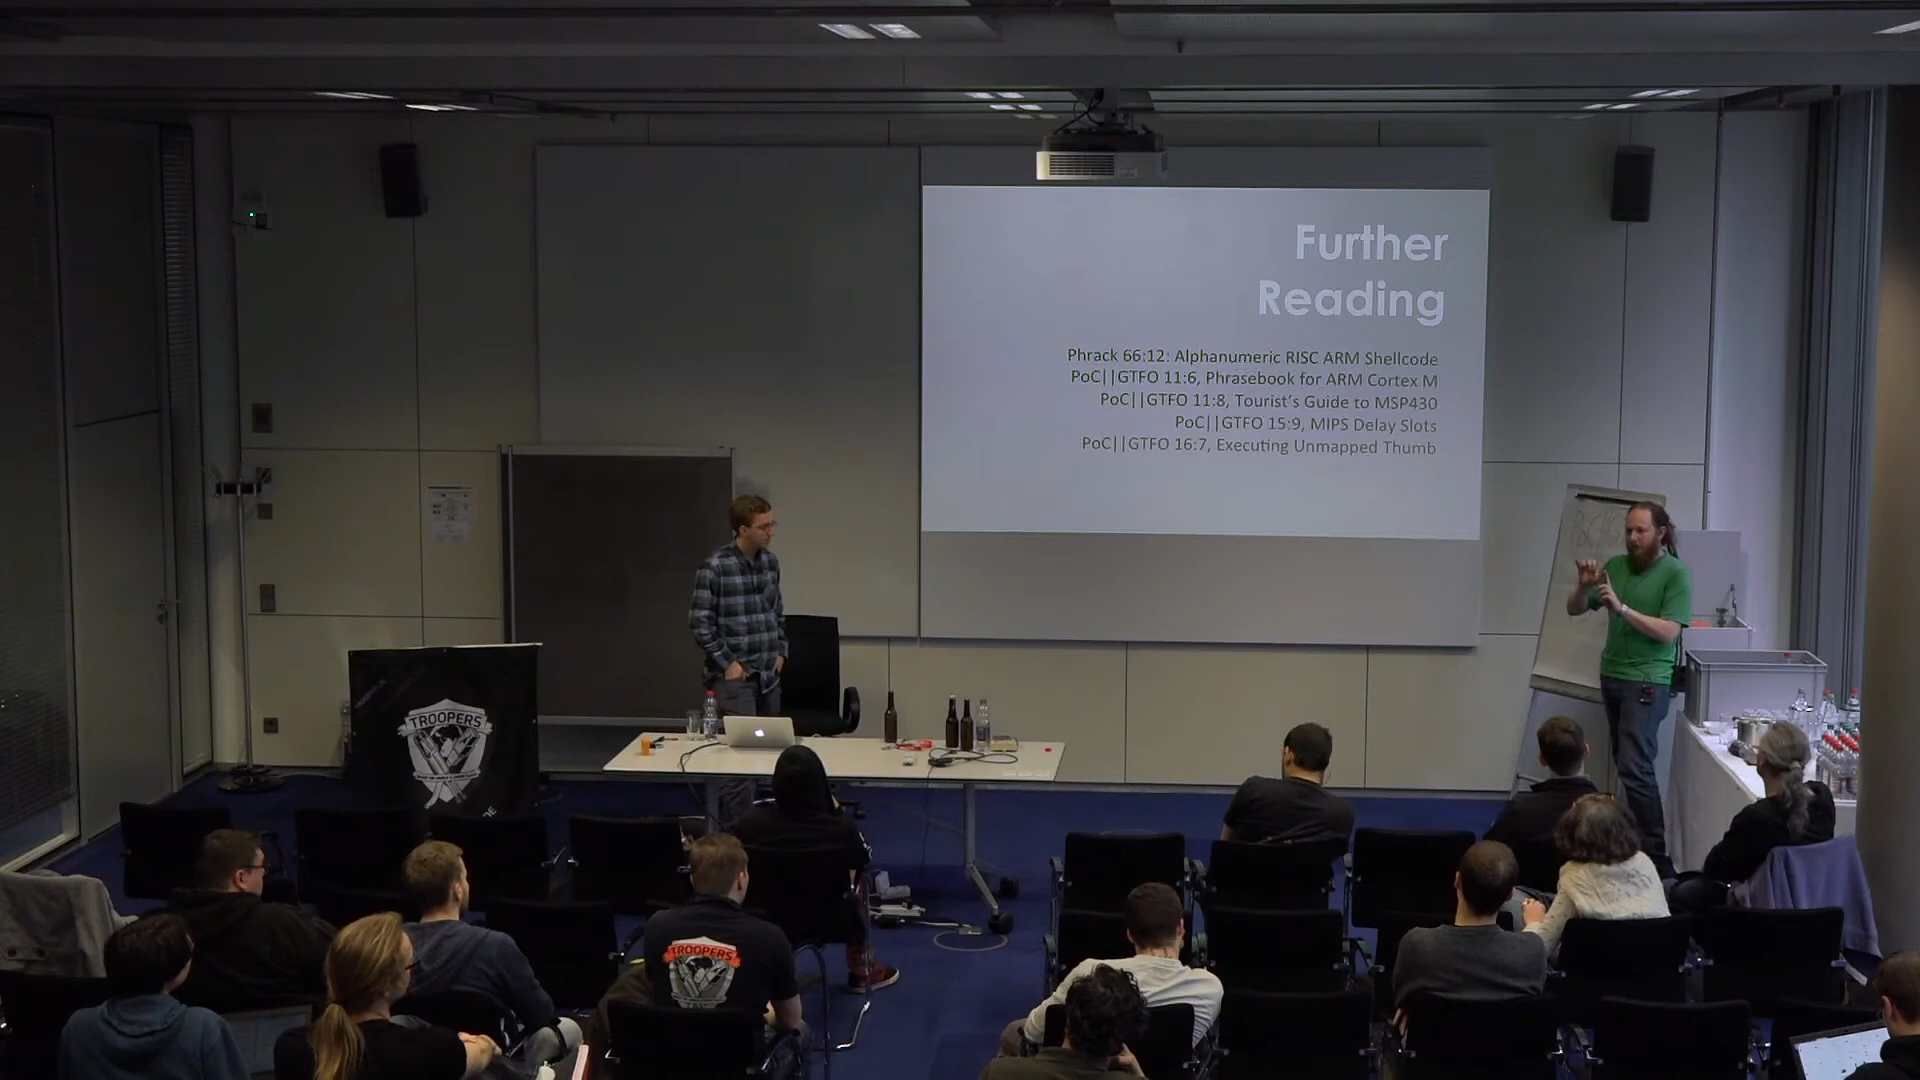 Further
Reading
Phrack 66:12: Alphanumeric RISC ARM Shellcode
PoC||GTFO 11:6, Phrasebook for ARM Cortex M
PoC||GTFO 11:8, Tourist's Guide to MSP430
PoC||GTFO 15:9, MIPS Delay Slots
PoC||GTFO 16:7, Executing Unmapped Thumb
TROOPERS
TROOPERS